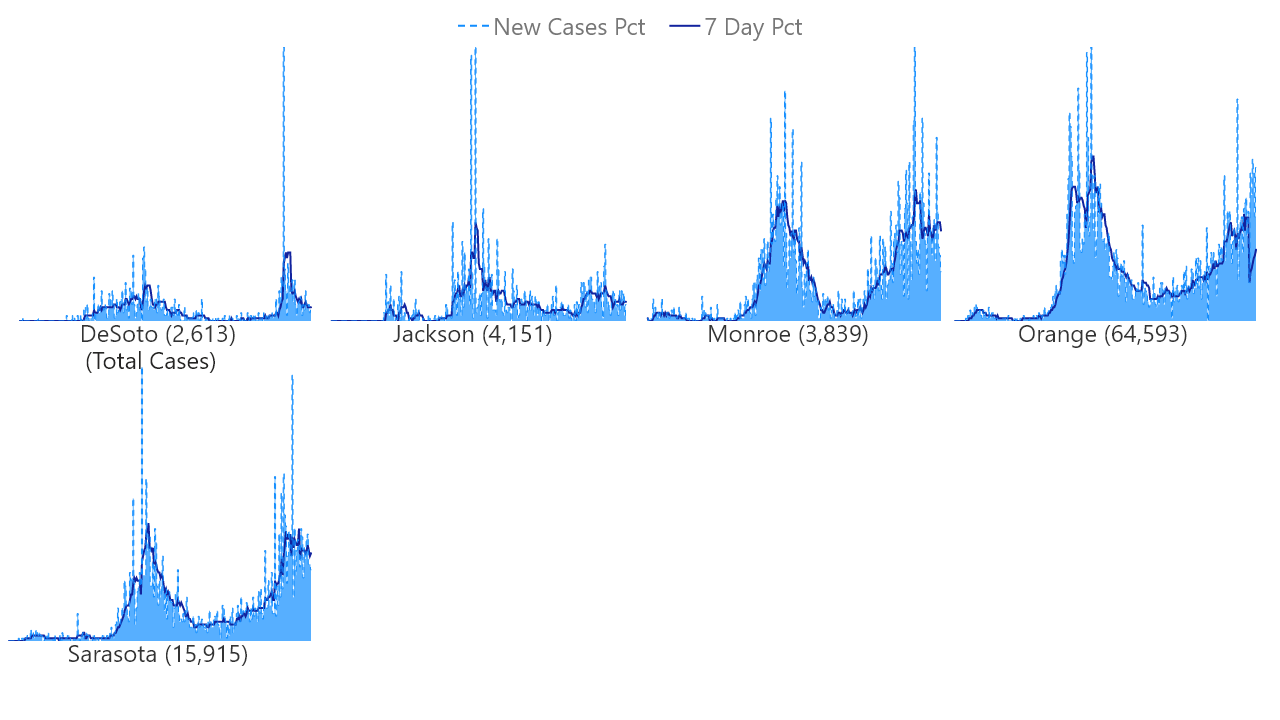 New Cases Pct 7 Day Pct
DeSoto (2,613)
(Total Cases)
Jackson (4,151)
Monroe (3,839)
Orange (64,593)
Sarasota (15,915)